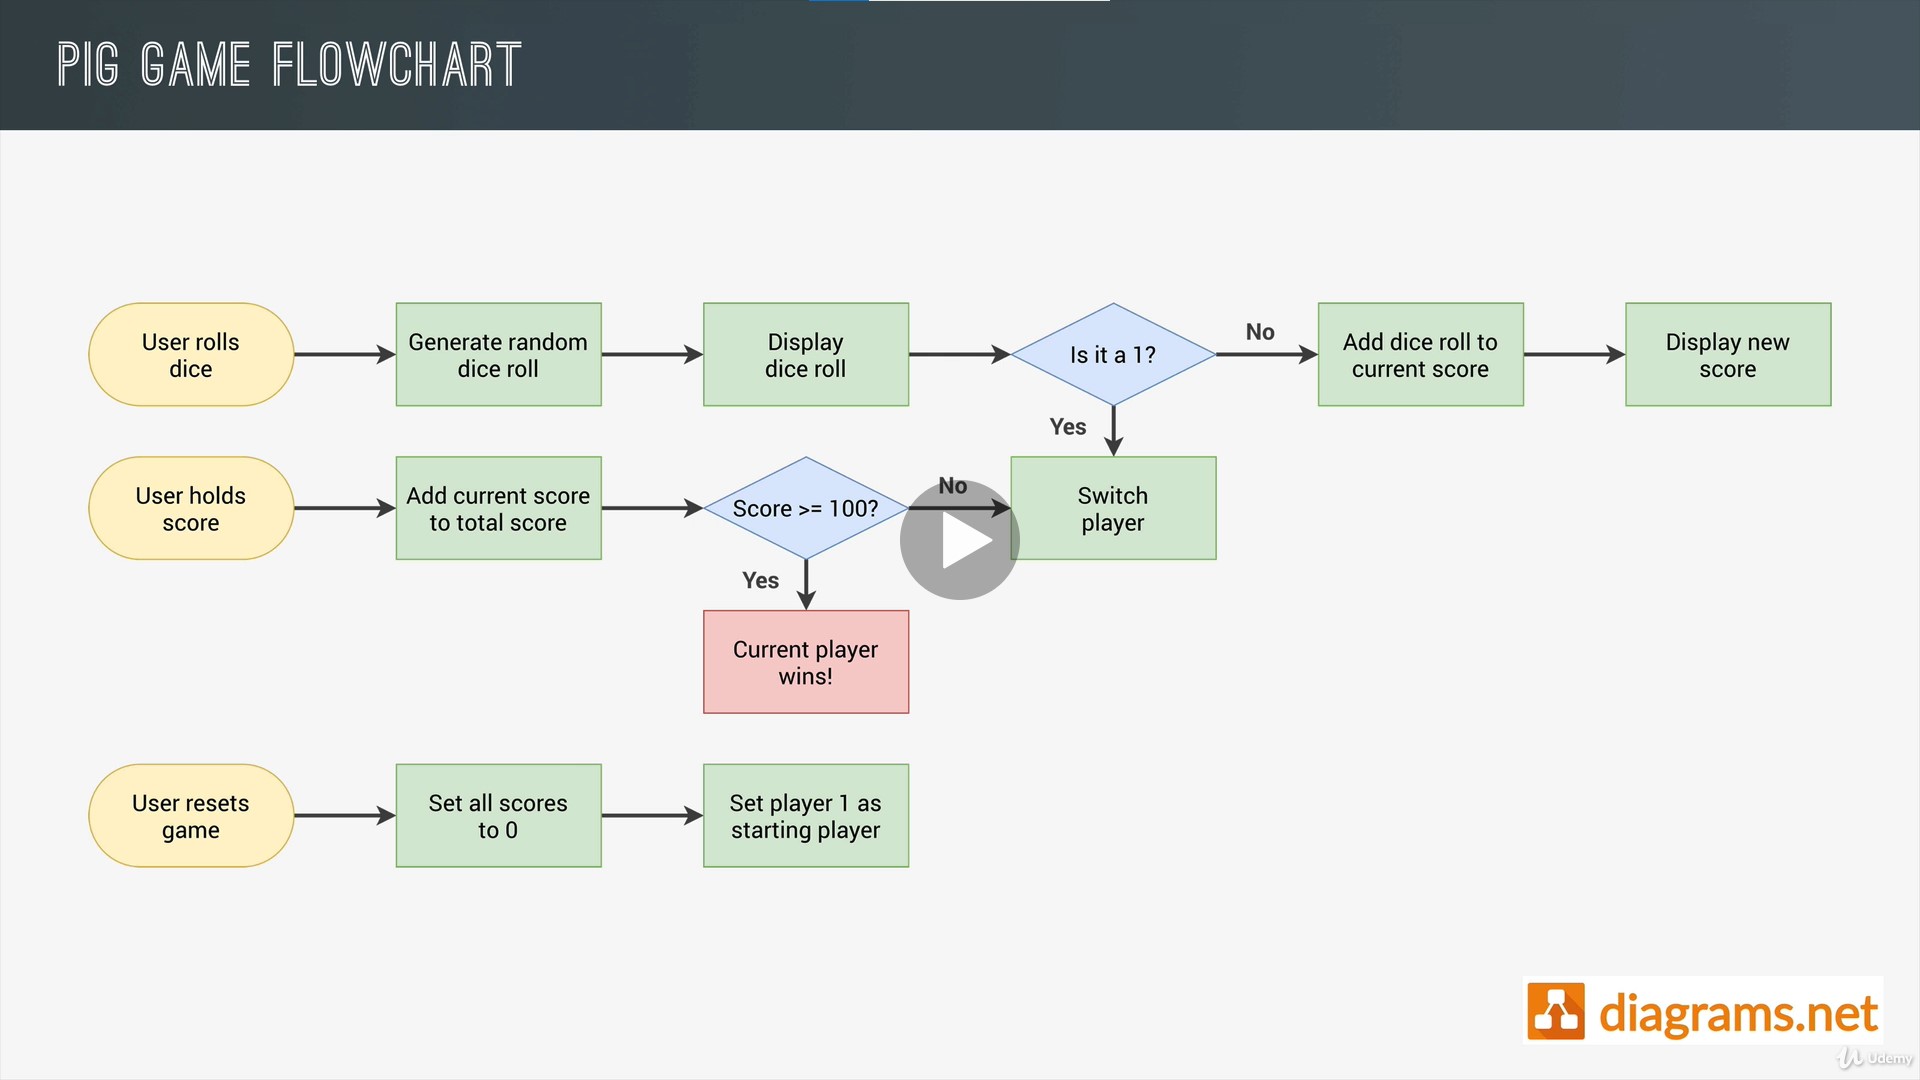 PIG GAME FLOWCHART
User rolls
dice
Generate random
dice roll
Display
dice roll
Is it a 1?
No
Add dice roll to
current score
Display new
score
Yes
User holds
score
Add current score
to total score
Score >= 100?
No
Switch
player
Yes
Current player
wins!
User resets
game
Set all scores
to 0
Set player 1 as
starting player
diagrams.net
Udemy